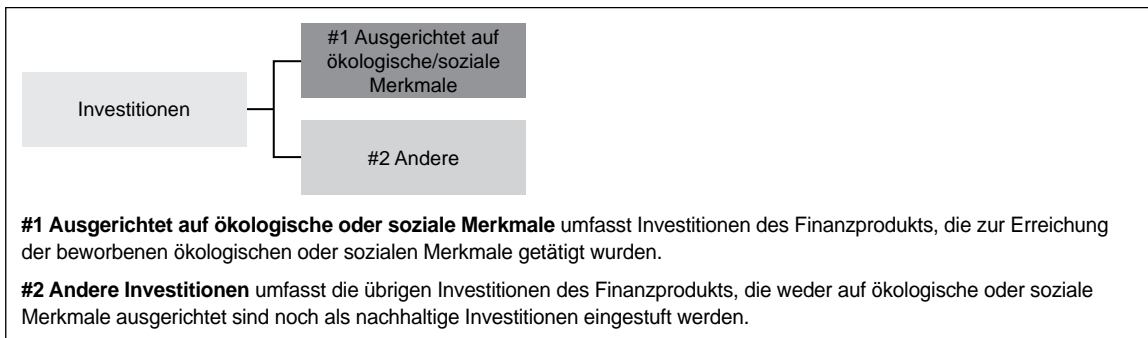 #1 Ausgerichtet auf
ökologische/soziale
Merkmale
Investitionen
#2 Andere
#1 Ausgerichtet auf ökologische oder soziale Merkmale umfasst Investitionen des Finanzprodukts, die zur Erreichung
der beworbenen ökologischen oder sozialen Merkmale getätigt wurden.
#2 Andere Investitionen umfasst die übrigen Investitionen des Finanzprodukts, die weder auf ökologische oder soziale
Merkmale ausgerichtet sind noch als nachhaltige Investitionen eingestuft werden.